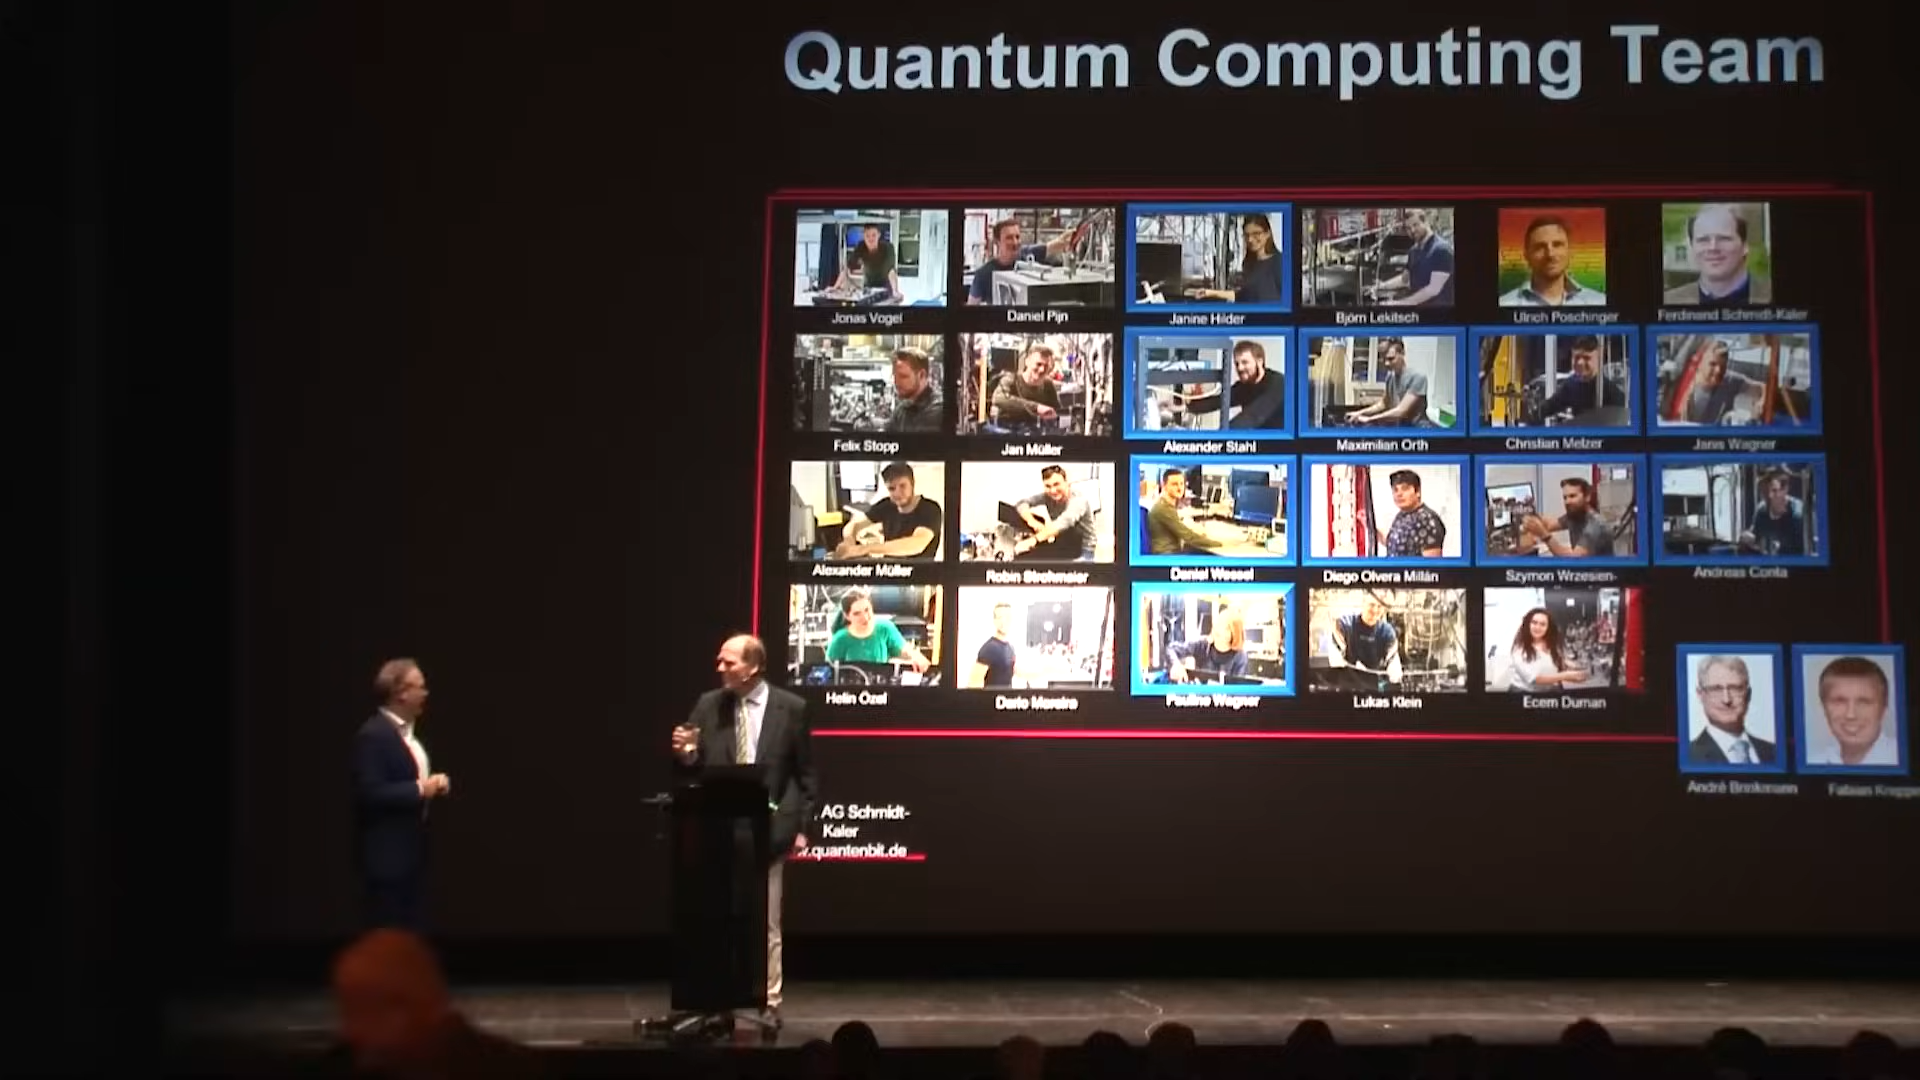 Quantum Computing Team
Jonas Vogel
Daniel Pijn
Janine Hilder
Björn Lekitsch
Ulrich Poschinger
Ferdinand Schmidt-Kaler
Felix Stopp
Jan Müller
Alexander Stahl
Maximilian Orth
Christian Melzer
Janis Wagner
Alexander Müller
Robin Strohmaier
Daniel Wessel
Diego Olvera Millán
Szymon Wrzesien-
Andreas Conta
Helin Özel
Dario Moreira
Pauline Wagner
Lukas Klein
Ecem Duman
André Brinkmann
Fabian
, AG Schmidt-
Kaler
.quantenbit.de